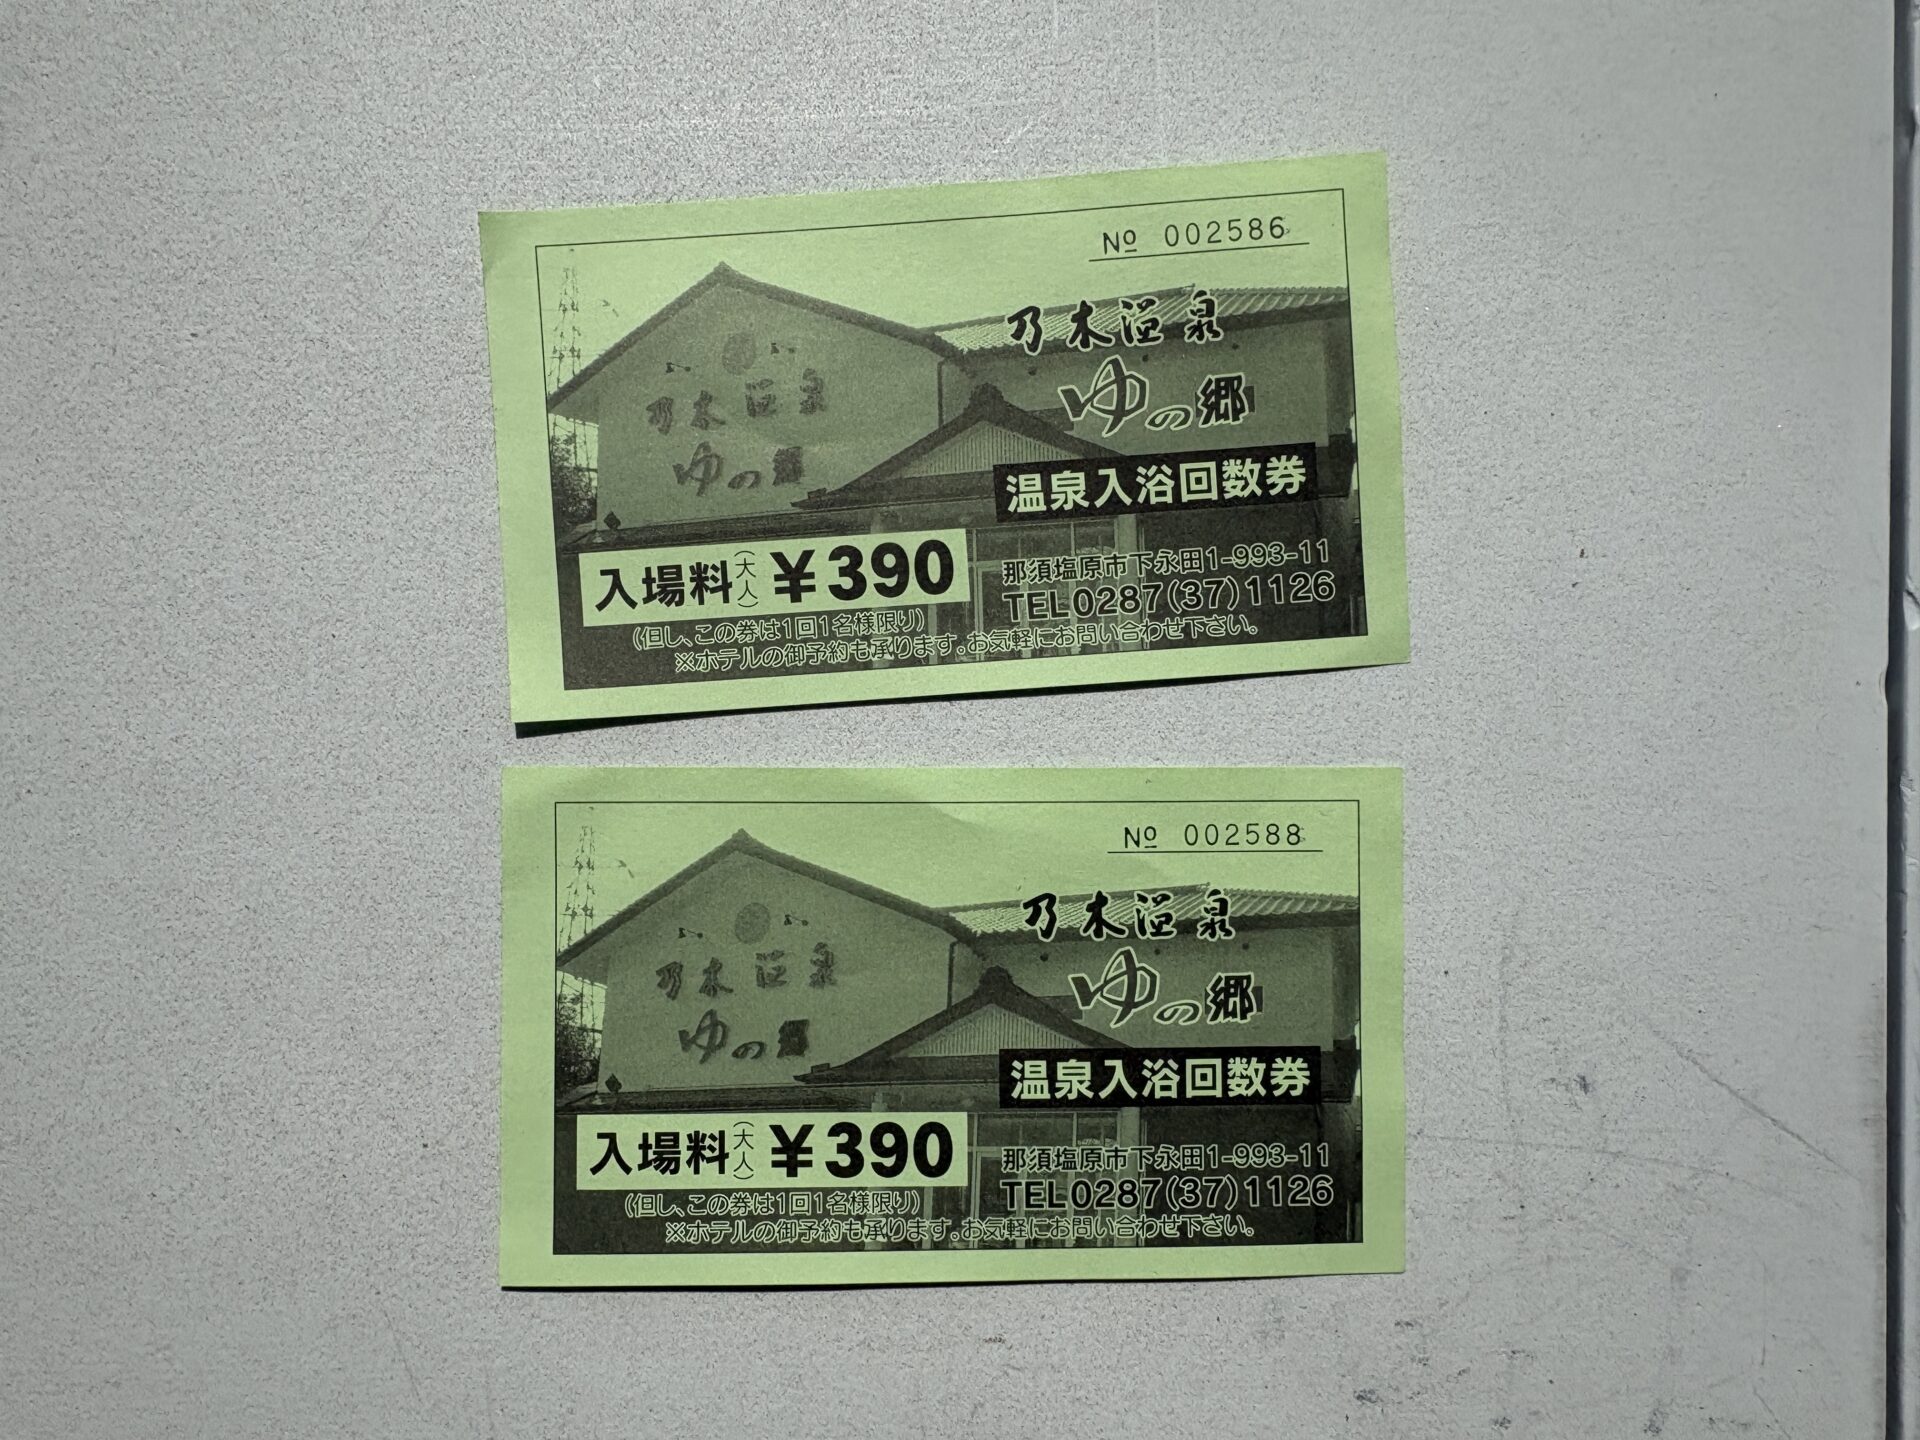 № 002586
乃木温泉
ゆの郷
乃木温泉
ゆの郷
温泉入浴回数券
入場料(大人)¥390
那須塩原市下永田1-993-11
TEL0287(37)1126
(但し、この券は1回1名様限り)
※ホテルの御予約も承ります。お気軽にお問い合わせ下さい。
№ 002588
乃木温泉
ゆの郷
乃木温泉
ゆの郷
温泉入浴回数券
入場料(大人)¥390
那須塩原市下永田1-993-11
TEL0287(37)1126
(但し、この券は1回1名様限り)
※ホテルの御予約も承ります。お気軽にお問い合わせ下さい。